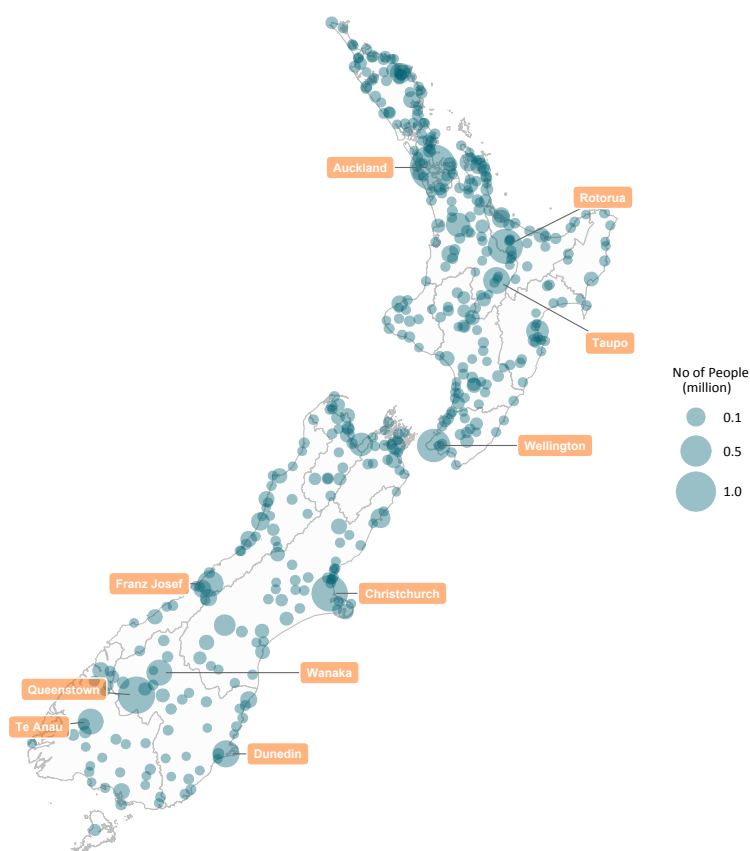 Auckland
Rotorua
Taupo
No of People
(million)
0.1
0.5
1.0
Wellington
Franz Josef
Christchurch
Wanaka
Queenstown
Te Anau
Dunedin